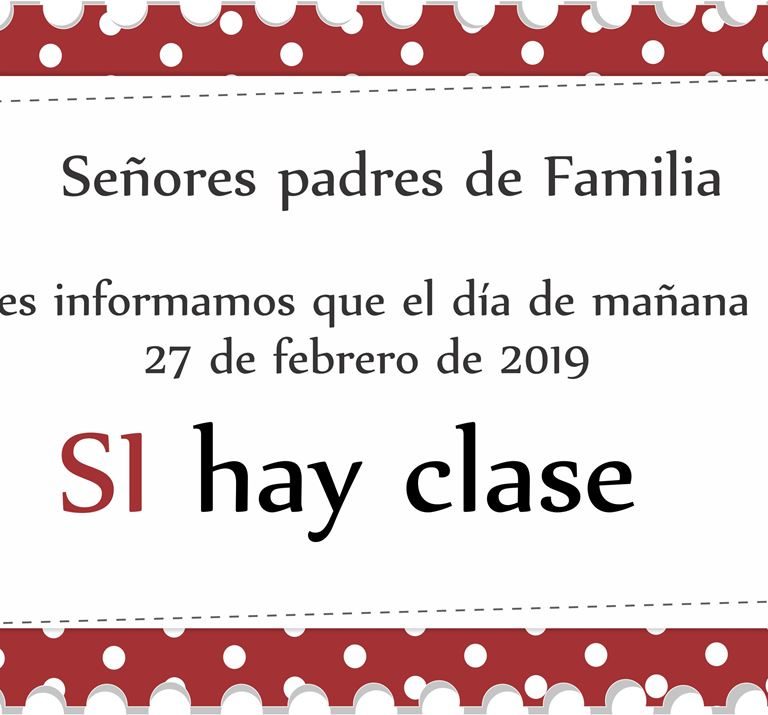 Señores padres de Familia
es informamos que el día de mañana
27 de febrero de 2019
SI hay clase